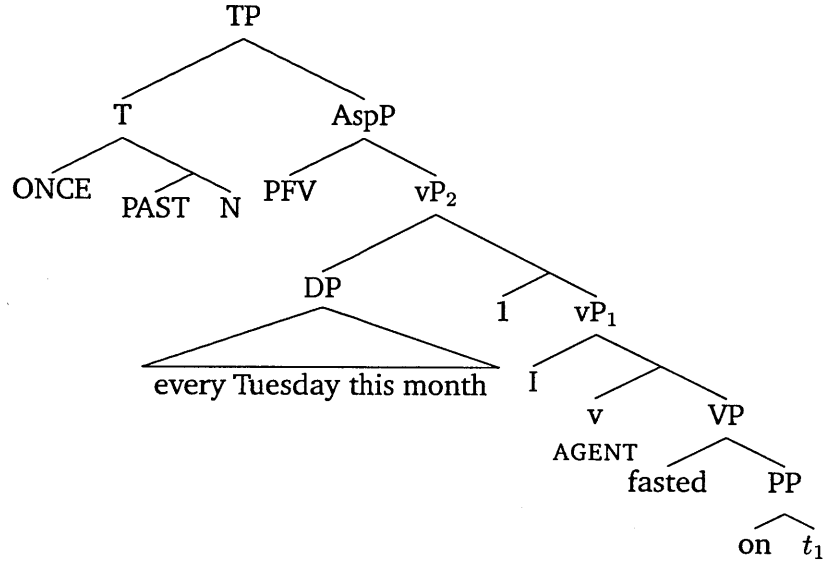 TP
T AspP
ONCE PAST N PFV vP₂
DP 1 vP₁
every Tuesday this month I v VP
AGENT fasted PP
on t₁